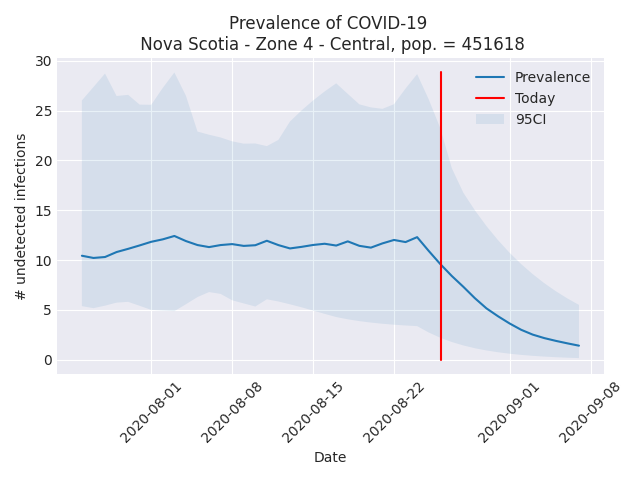 Prevalence of COVID-19
Nova Scotia - Zone 4 - Central, pop. = 451618
30
25
20
15
10
5
0
# undetected infections
Prevalence
Today
95CI
2020-08-01
2020-08-08
2020-08-15
2020-08-22
2020-09-01
2020-09-08
Date